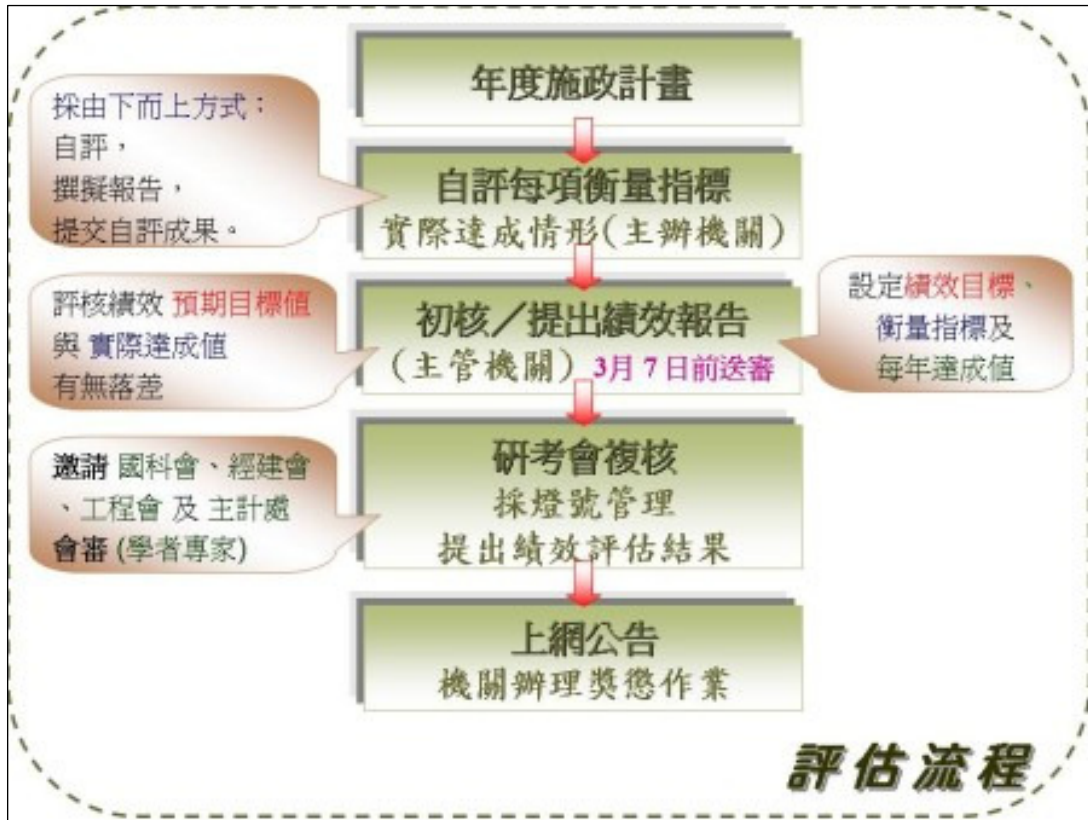 年度施政計畫
採由下而上方式：
自評，
撰擬報告，
提交自評成果。
自評每項衡量指標
實際達成情形(主辦機關)
評核績效 預期目標值
與 實際達成值
有無落差
初核／提出績效報告
(主管機關) 3月 7 日前送審
設定績效目標、
衡量指標及
每年達成值
邀請 國科會、經建會
、工程會 及 主計處
會審 (學者專家)
研考會複核
採燈號管理
提出績效評估結果
上網公告
機關辦理獎懲作業
評估流程